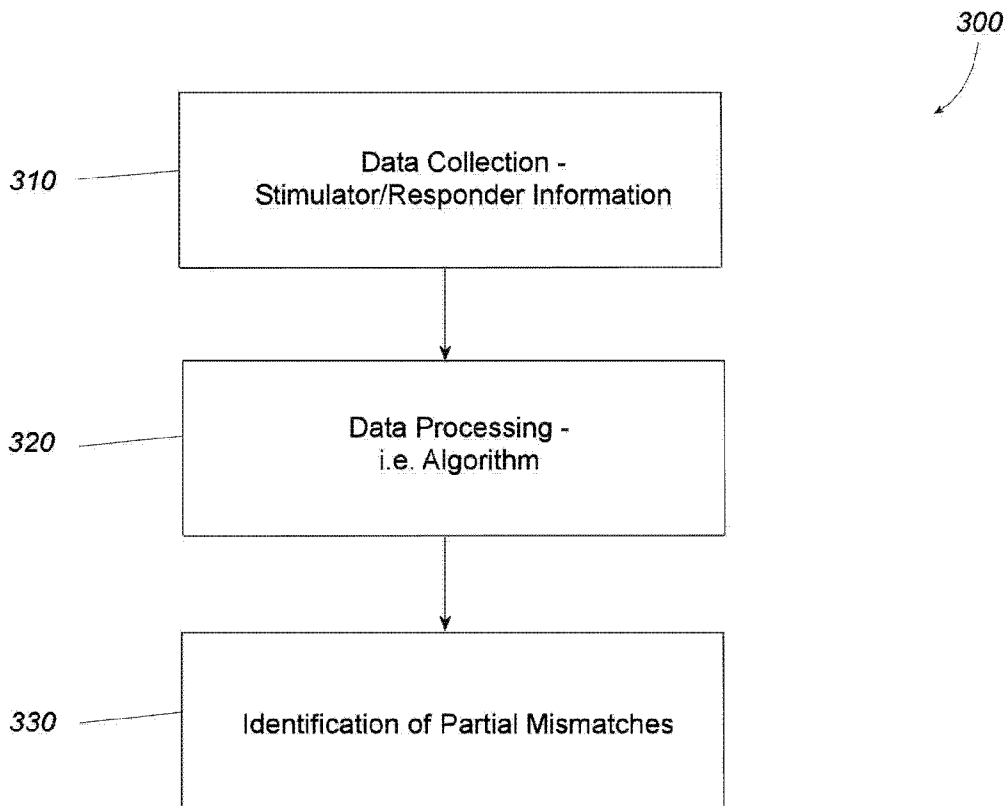 300
310
Data Collection -
Stimulator/Responder Information
320
Data Processing -
i.e. Algorithm
330
Identification of Partial Mismatches